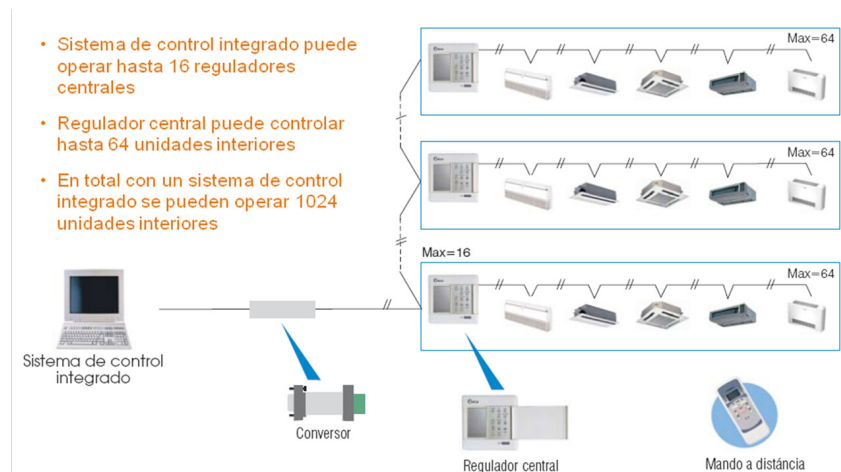 • Sistema de control integrado puede
operar hasta 16 reguladores
centrales
• Regulador central puede controlar
hasta 64 unidades interiores
• En total con un sistema de control
integrado se pueden operar 1024
unidades interiores
Max=64
Max=64
Max=16
Max=64
Sistema de control
integrado
Conversor
Regulador central
Mando a distáncia